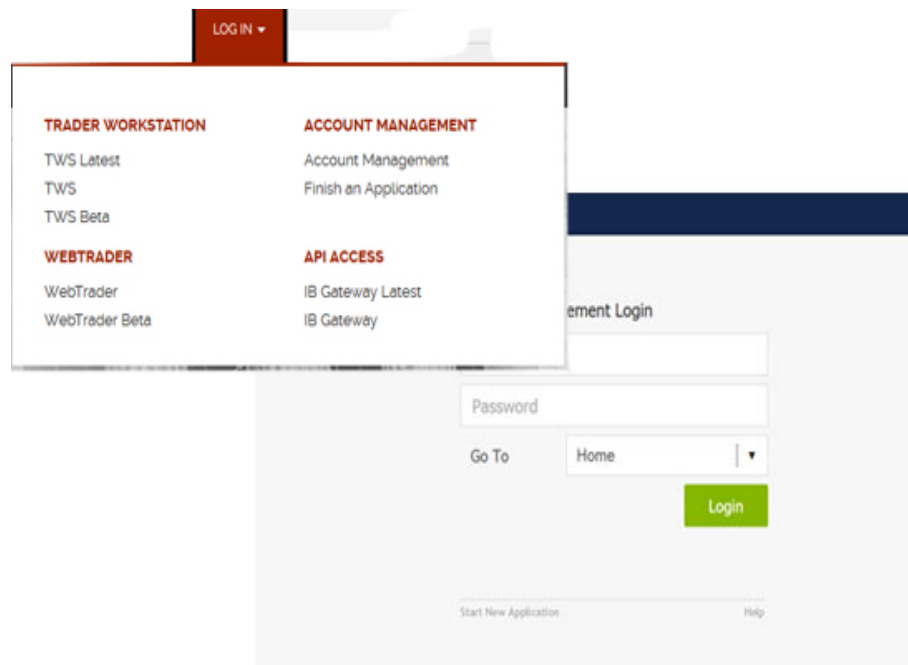 LOG IN
TRADER WORKSTATION
TWS Latest
TWS
TWS Beta
ACCOUNT MANAGEMENT
Account Management
Finish an Application
WEBTRADER
WebTrader
WebTrader Beta
API ACCESS
IB Gateway Latest
IB Gateway
ement Login
Password
Go To Home
Login
Start New Application Help